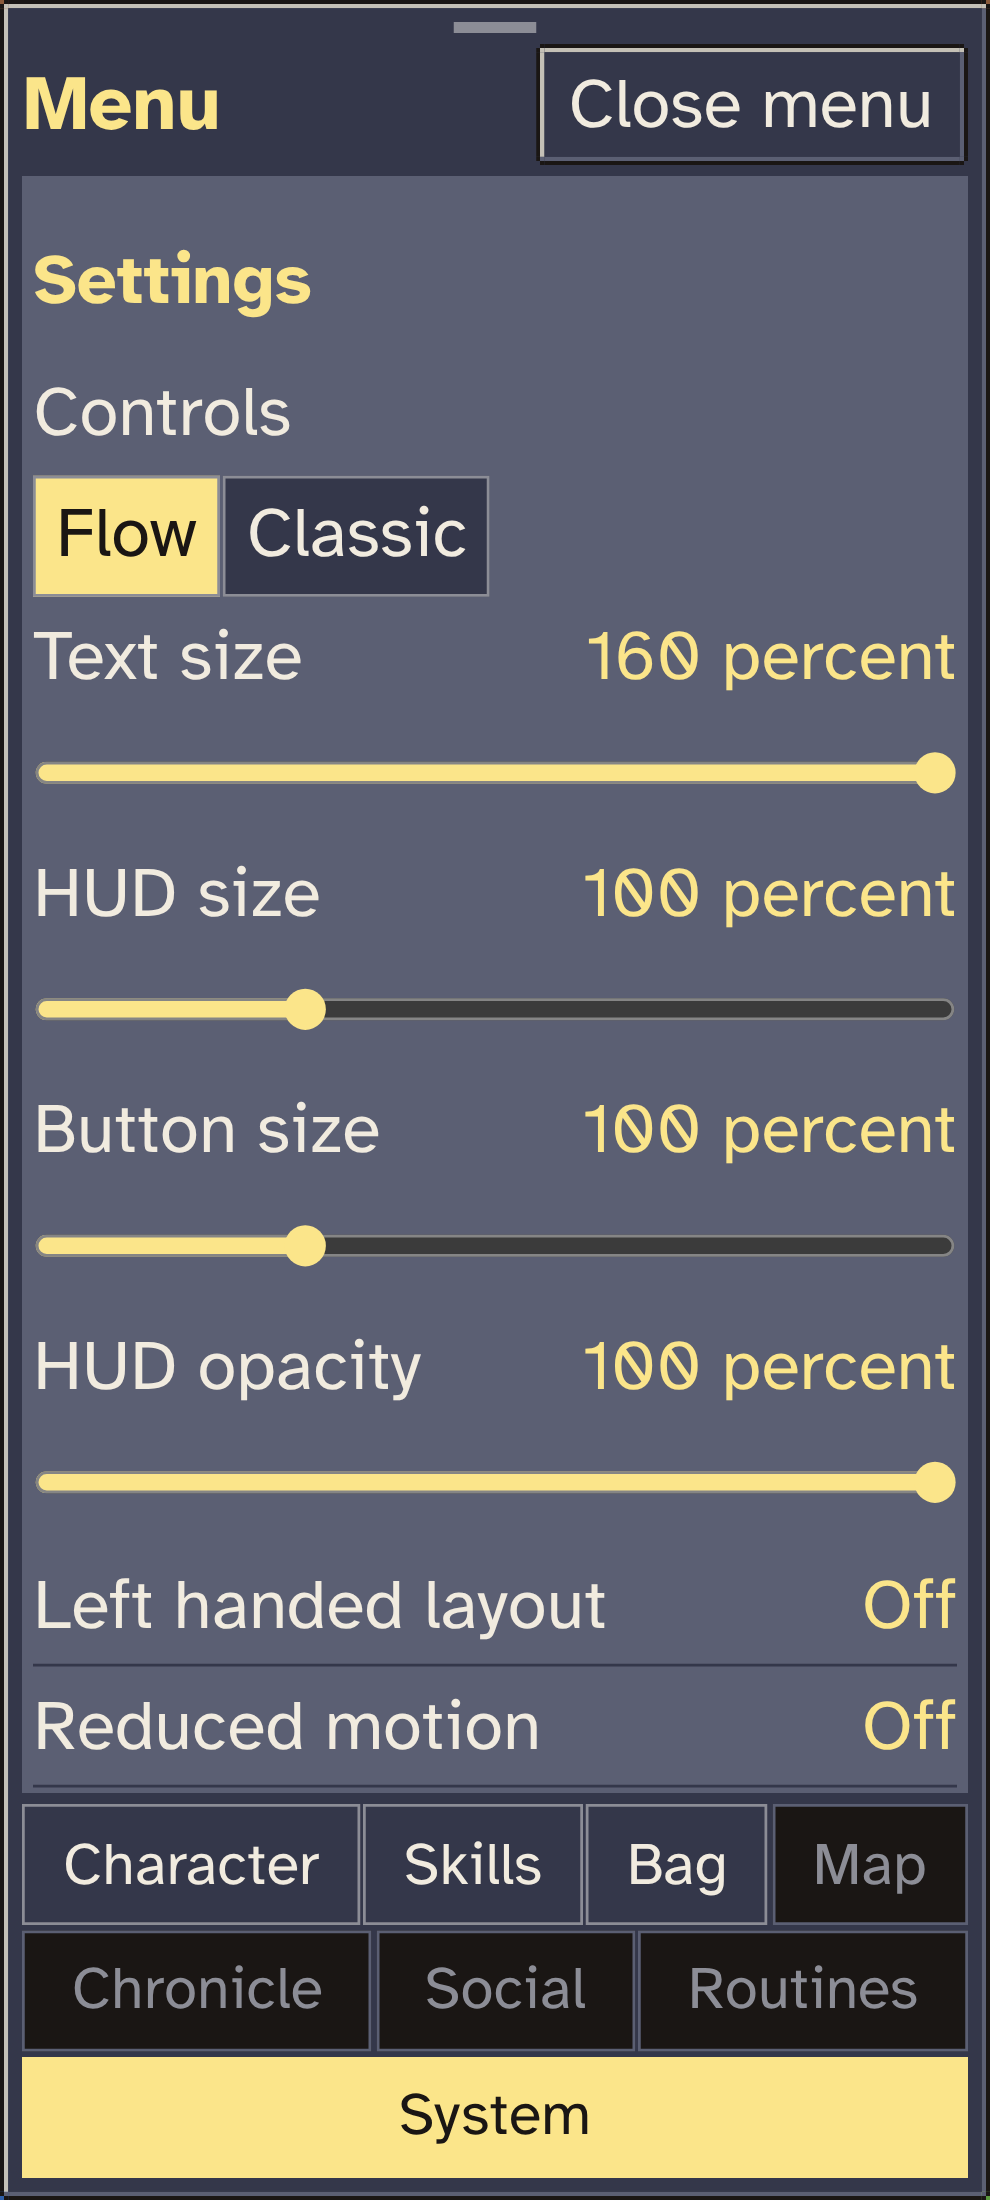 Menu Close menu
Settings
Controls
Flow Classic
Text size 160 percent
HUD size 100 percent
Button size 100 percent
HUD opacity 100 percent
Left handed layout Off
Reduced motion Off
Character Skills Bag Map
Chronicle Social Routines
System